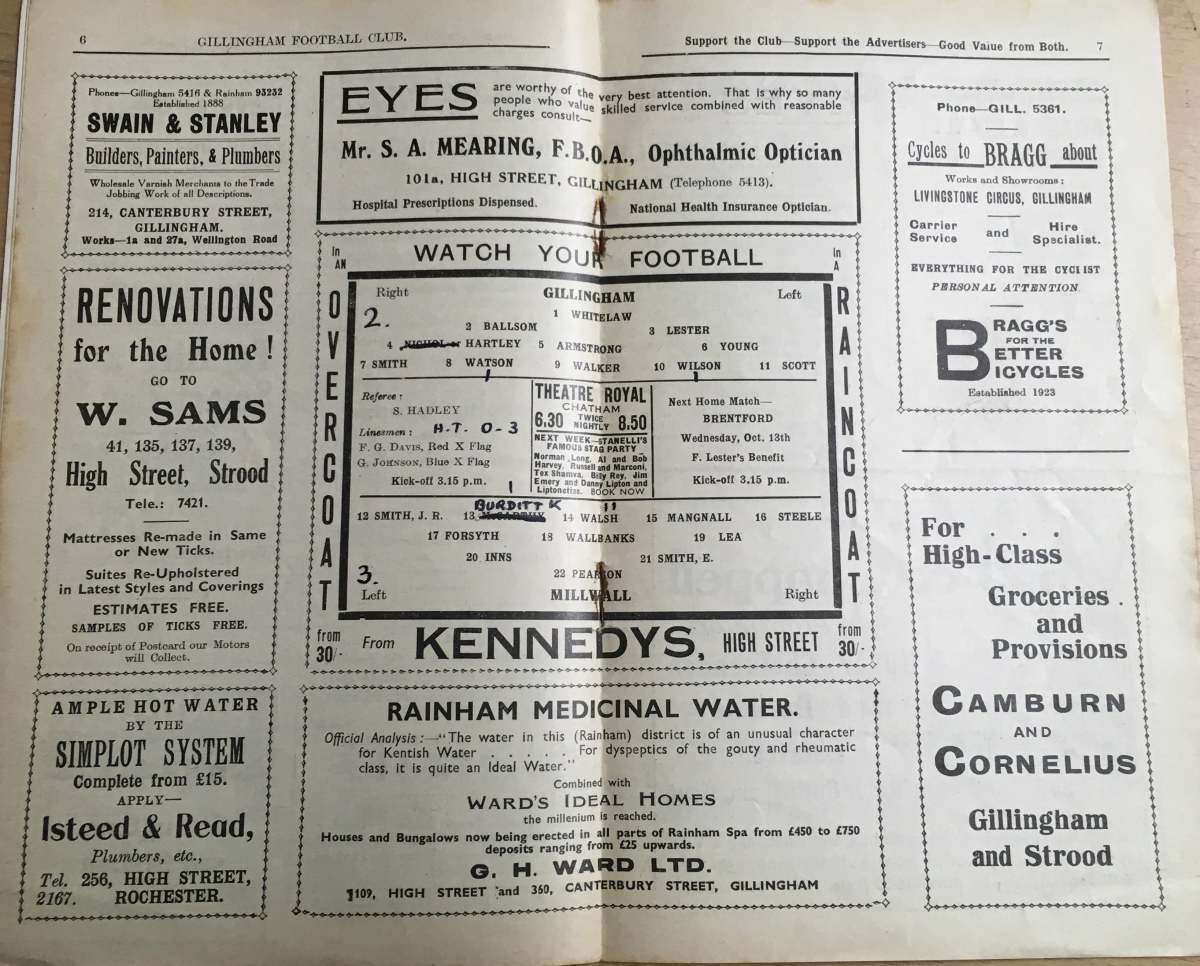 6 GILLINGHAM FOOTBALL CLUB.
Support the Club—Support the Advertisers—Good Value from Both. 7
Phones—Gillingham 5416 & Rainham 93232
Established 1888
SWAIN & STANLEY
Builders, Painters, & Plumbers
Wholesale Varnish Merchants to the Trade
Jobbing Work of all Descriptions.
214, CANTERBURY STREET,
GILLINGHAM.
Works—1a and 27a, Wellington Road
RENOVATIONS
for the Home!
GO TO
W. SAMS
41, 135, 137, 139,
High Street, Strood
Tele.: 7421.
Mattresses Re-made in Same
or New Ticks.
Suites Re-Upholstered
in Latest Styles and Coverings
ESTIMATES FREE.
SAMPLES OF TICKS FREE.
On receipt of Postcard our Motors
will Collect.
AMPLE HOT WATER
BY THE
SIMPLOT SYSTEM
Complete from £15.
APPLY—
Isteed & Read,
Plumbers, etc.,
Tel. 256, HIGH STREET,
2167. ROCHESTER.
EYES are worthy of the very best attention. That is why so many
people who value skilled service combined with reasonable
charges consult—
Mr. S. A. MEARING, F.B.O.A., Ophthalmic Optician
101a, HIGH STREET, GILLINGHAM (Telephone 5413).
Hospital Prescriptions Dispensed. National Health Insurance Optician.
In AN WATCH YOUR FOOTBALL In A
OVERCOAT
RAINCOAT
Right GILLINGHAM Left
2. 1 WHITELAW
2 BALLSOM 3 LESTER
4 HARTLEY 5 ARMSTRONG 6 YOUNG
7 SMITH 8 WATSON 9 WALKER 10 WILSON 11 SCOTT
Referee:
S. HADLEY
Linesmen: H.T. 0-3
F. G. DAVIS, Red X Flag
G. JOHNSON, Blue X Flag
Kick-off 3.15 p.m.
THEATRE ROYAL
CHATHAM
6.30 TWICE NIGHTLY 8.50
NEXT WEEK—STANELLI'S
FAMOUS STAG PARTY
Norman Long, Al and Bob
Harvey, Russell and Marconi,
Tex Shamva, Billy Rey, Jim
Emery and Danny Lipton and
Liptonettes. BOOK NOW
Next Home Match—
BRENTFORD
Wednesday, Oct. 13th
F. Lester's Benefit
Kick-off 3.15 p.m.
BURDITT K
12 SMITH, J. R. 13 McCARTHY 14 WALSH 15 MANGNALL 16 STEELE
17 FORSYTH 18 WALLBANKS 19 LEA
20 INNS 21 SMITH, E.
3. 22 PEARSON
Left MILLWALL Right
from 30/- From KENNEDYS, HIGH STREET from 30/-
RAINHAM MEDICINAL WATER.
Official Analysis:—"The water in this (Rainham) district is of an unusual character
for Kentish Water . . . . . For dyspeptics of the gouty and rheumatic
class, it is quite an Ideal Water."
Combined with
WARD'S IDEAL HOMES
the millenium is reached.
Houses and Bungalows now being erected in all parts of Rainham Spa from £450 to £750
deposits ranging from £25 upwards.
G. H. WARD LTD.
109, HIGH STREET and 360, CANTERBURY STREET, GILLINGHAM
Phone—GILL. 5361.
Cycles to BRAGG about
Works and Showrooms:
LIVINGSTONE CIRCUS, GILLINGHAM
Carrier Service and Hire Specialist.
EVERYTHING FOR THE CYCLIST
PERSONAL ATTENTION
BRAGG'S
FOR THE
BETTER
BICYCLES
Established 1923
For . . .
High-Class
Groceries
and
Provisions
CAMBURN
AND
CORNELIUS
Gillingham
and Strood